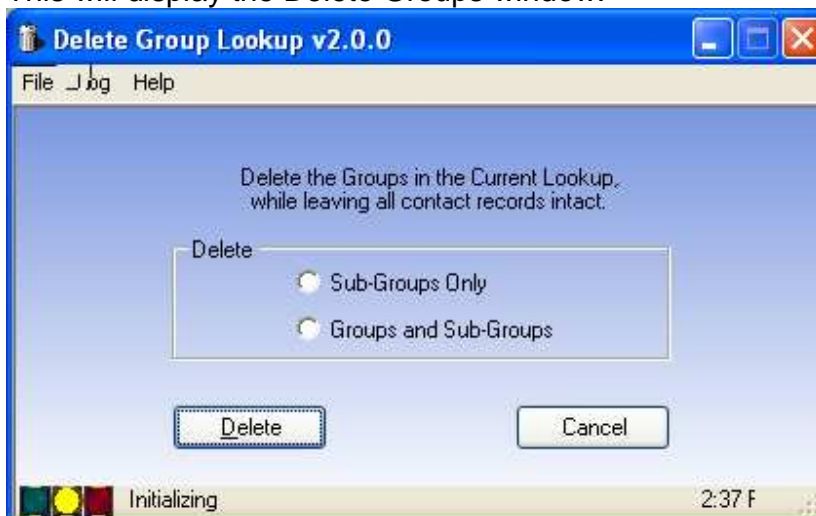 This will display the Delete Groups window.
Delete Group Lookup v2.0.0
File Log Help
Delete the Groups in the Current Lookup,
while leaving all contact records intact.
Delete
Sub-Groups Only
Groups and Sub-Groups
Delete Cancel
Initializing 2:37 F